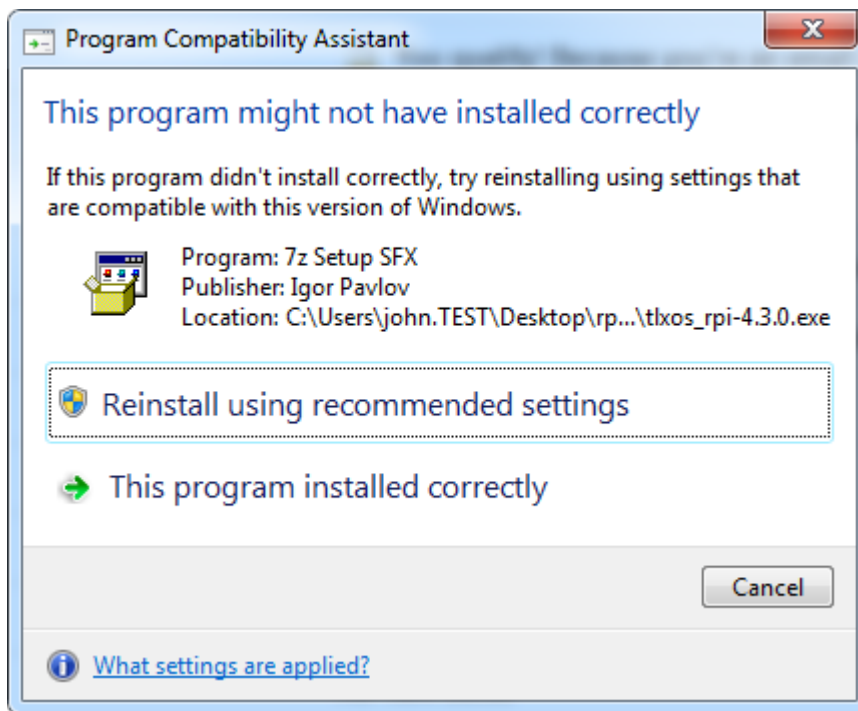 Program Compatibility Assistant
This program might not have installed correctly
If this program didn't install correctly, try reinstalling using settings that
are compatible with this version of Windows.
Program: 7z Setup SFX
Publisher: Igor Pavlov
Location: C:\Users\john.TEST\Desktop\rp...\tlxos_rpi-4.3.0.exe
Reinstall using recommended settings
This program installed correctly
Cancel
What settings are applied?